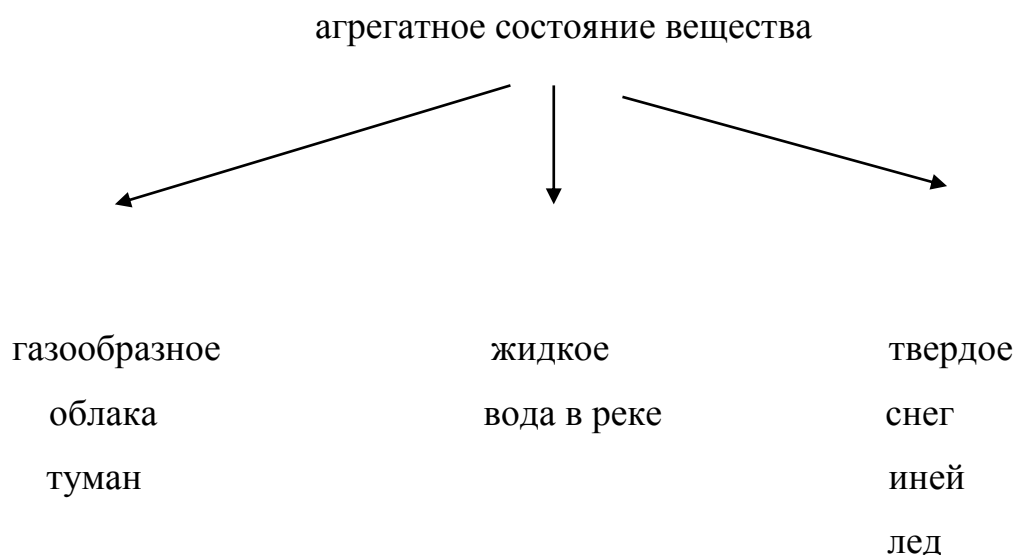 агрегатное состояние вещества
газообразное жидкое твердое
облака вода в реке снег
туман иней
лед